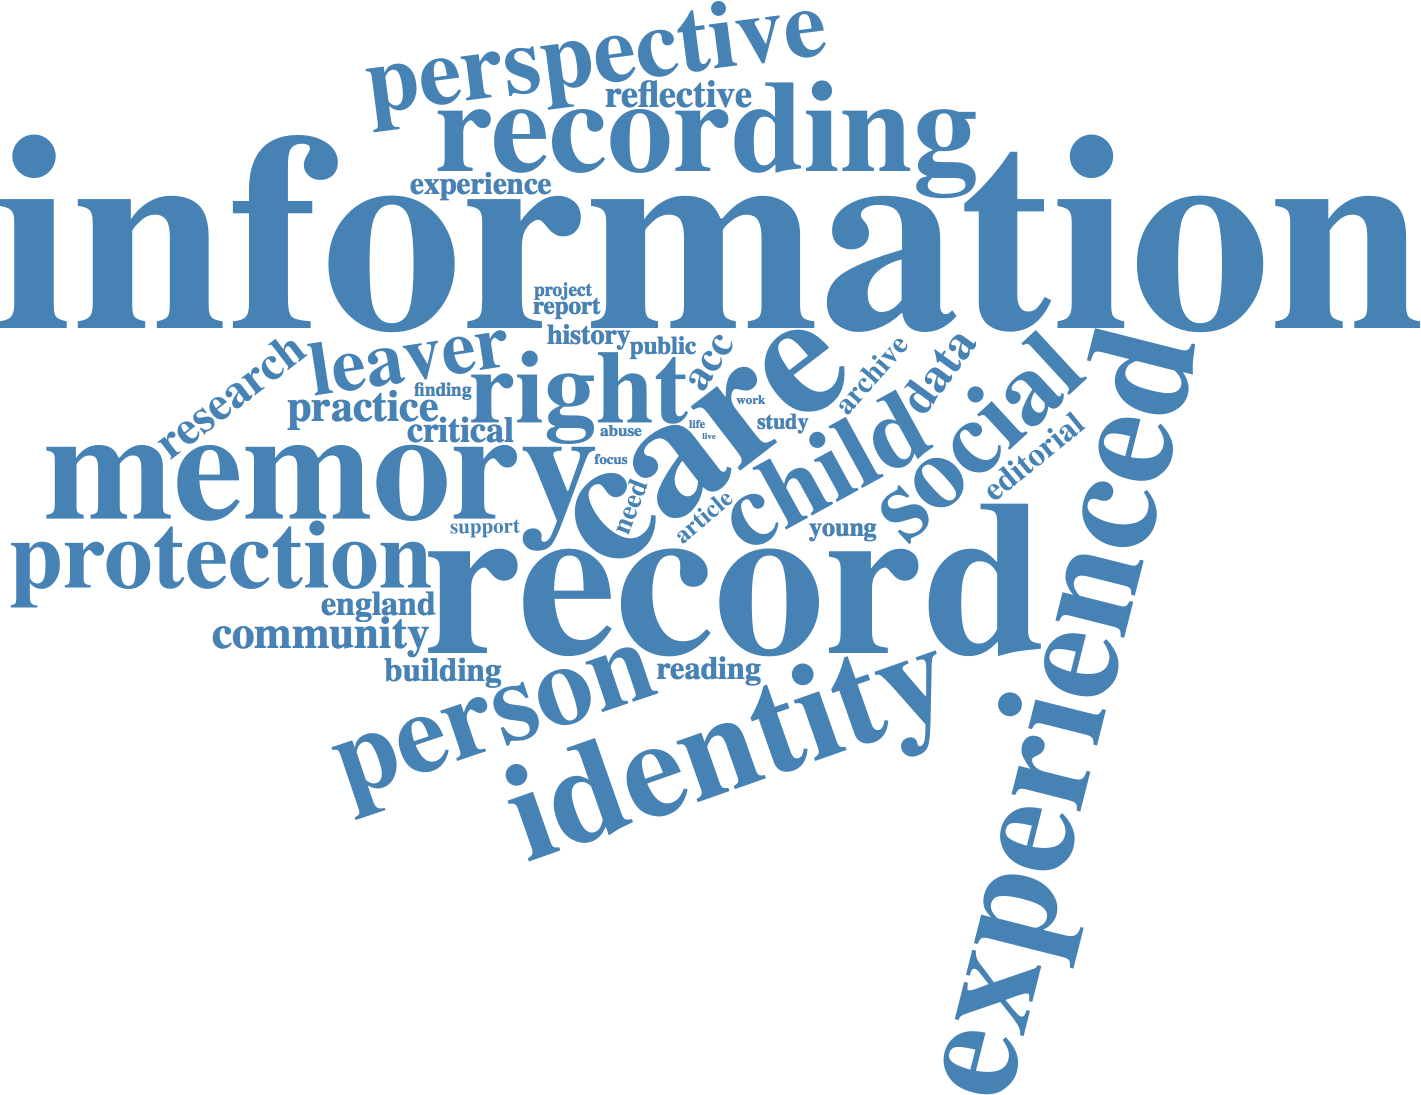 perspective
reflective
recording
experience
information
project
report
history
public
acc
research
leaver
finding
practice
critical
right
abuse
care
work
life
live
study
archive
data
child
social
editorial
experienced
memory
focus
need
article
young
support
protection
record
england
community
building
person
reading
identity